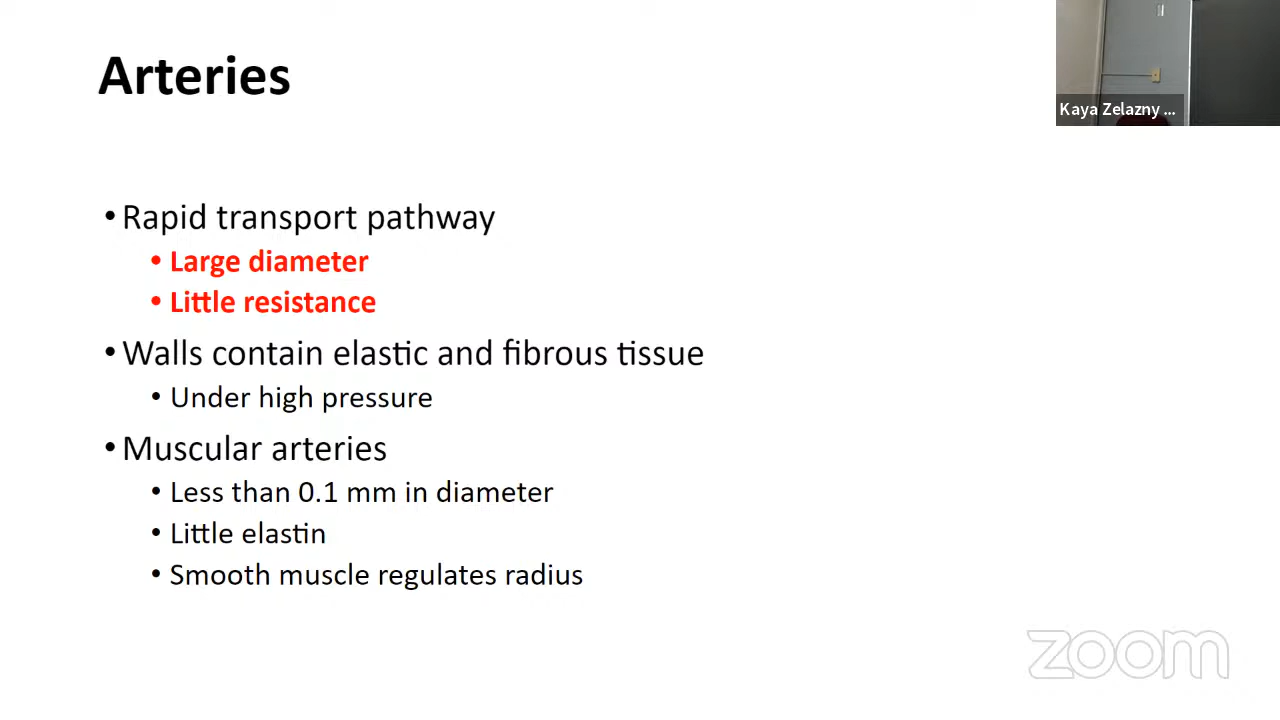 Arteries
Kaya Zelazny ...
• Rapid transport pathway
• Large diameter
• Little resistance
• Walls contain elastic and fibrous tissue
• Under high pressure
• Muscular arteries
• Less than 0.1 mm in diameter
• Little elastin
• Smooth muscle regulates radius
zoom